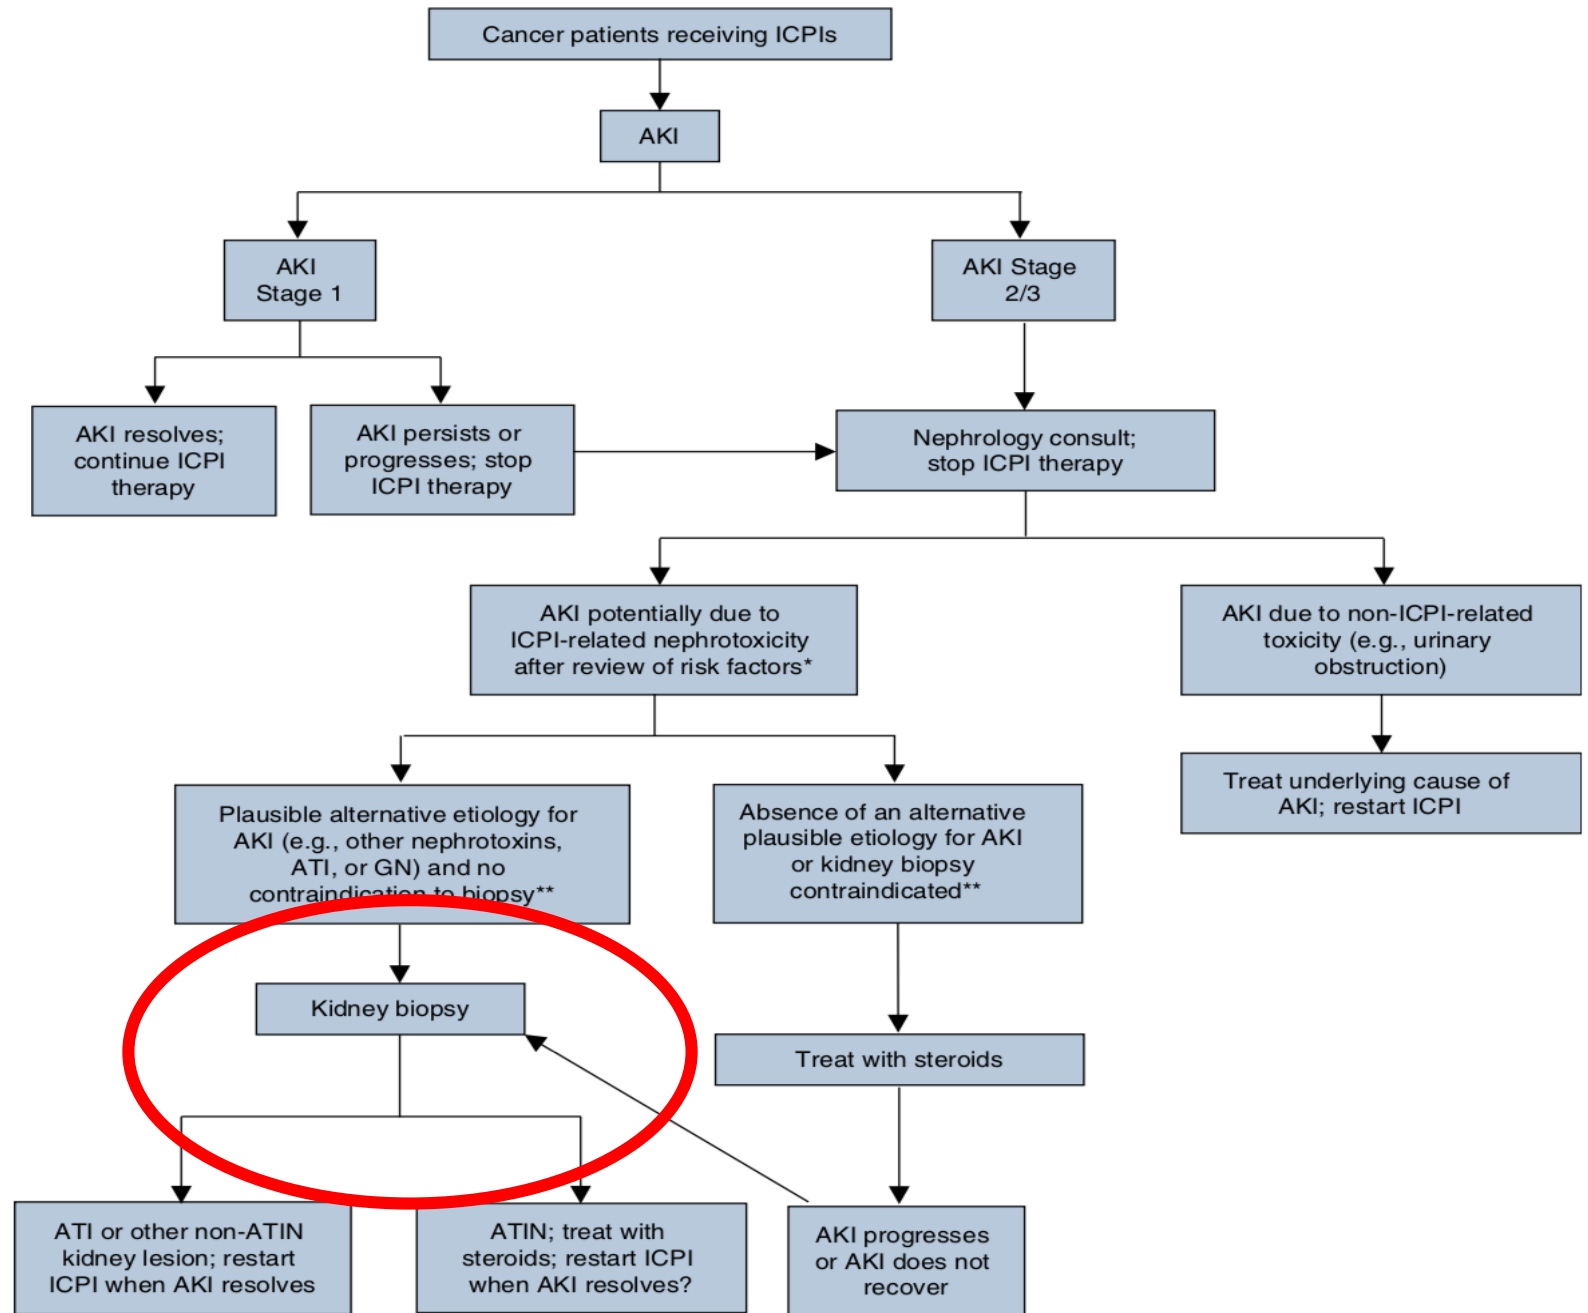 Cancer patients receiving ICPIs
AKI
AKI
Stage 1
AKI Stage
2/3
AKI resolves;
continue ICPI
therapy
AKI persists or
progresses; stop
ICPI therapy
Nephrology consult;
stop ICPI therapy
AKI potentially due to
ICPI-related nephrotoxicity
after review of risk factors*
AKI due to non-ICPI-related
toxicity (e.g., urinary
obstruction)
Plausible alternative etiology for
AKI (e.g., other nephrotoxins,
ATI, or GN) and no
contraindication to biopsy**
Absence of an alternative
plausible etiology for AKI
or kidney biopsy
contraindicated**
Treat underlying cause of
AKI; restart ICPI
Kidney biopsy
Treat with steroids
ATI or other non-ATIN
kidney lesion; restart
ICPI when AKI resolves
ATIN; treat with
steroids; restart ICPI
when AKI resolves?
AKI progresses
or AKI does not
recover